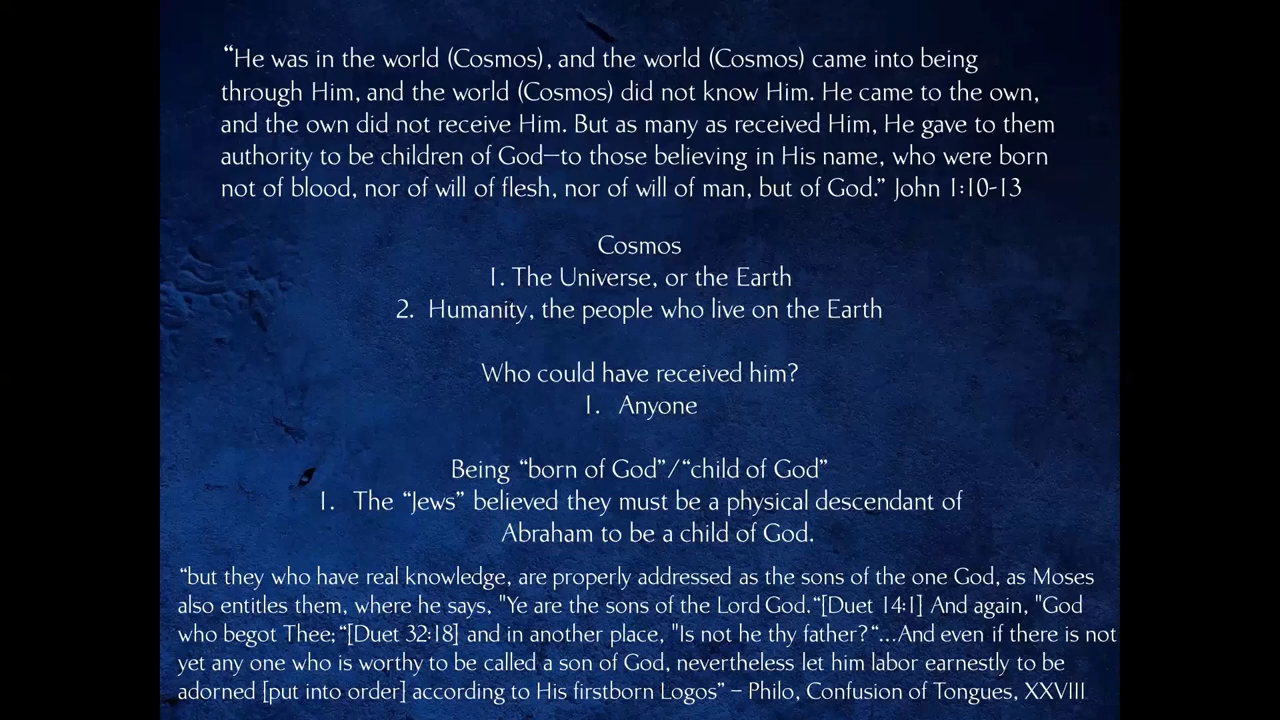 “He was in the world (Cosmos), and the world (Cosmos) came into being
through Him, and the world (Cosmos) did not know Him. He came to the own,
and the own did not receive Him. But as many as received Him, He gave to them
authority to be children of God—to those believing in His name, who were born
not of blood, nor of will of flesh, nor of will of man, but of God.” John 1:10-13
Cosmos
1. The Universe, or the Earth
2. Humanity, the people who live on the Earth
Who could have received him?
1. Anyone
Being “born of God”/“child of God”
1. The “Jews” believed they must be a physical descendant of
Abraham to be a child of God.
“but they who have real knowledge, are properly addressed as the sons of the one God, as Moses
also entitles them, where he says, "Ye are the sons of the Lord God.“[Duet 14:1] And again, "God
who begot Thee;“[Duet 32:18] and in another place, "Is not he thy father?“...And even if there is not
yet any one who is worthy to be called a son of God, nevertheless let him labor earnestly to be
adorned [put into order] according to His firstborn Logos” – Philo, Confusion of Tongues, XXVIII